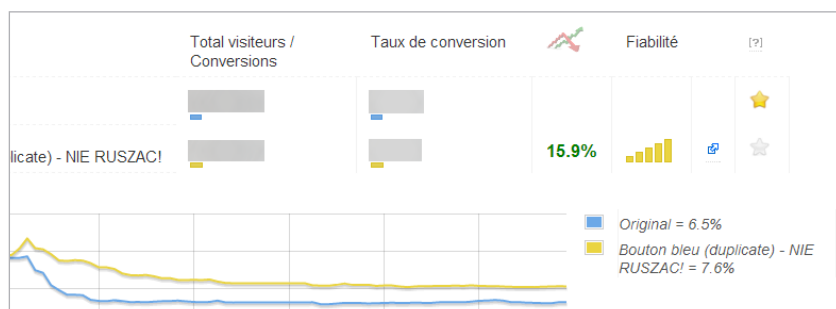 Total visiteurs /
Conversions
Taux de conversion
Fiabilité
[?]
licate) - NIE RUSZAC!
15.9%
Original = 6.5%
Bouton bleu (duplicate) - NIE
RUSZAC! = 7.6%